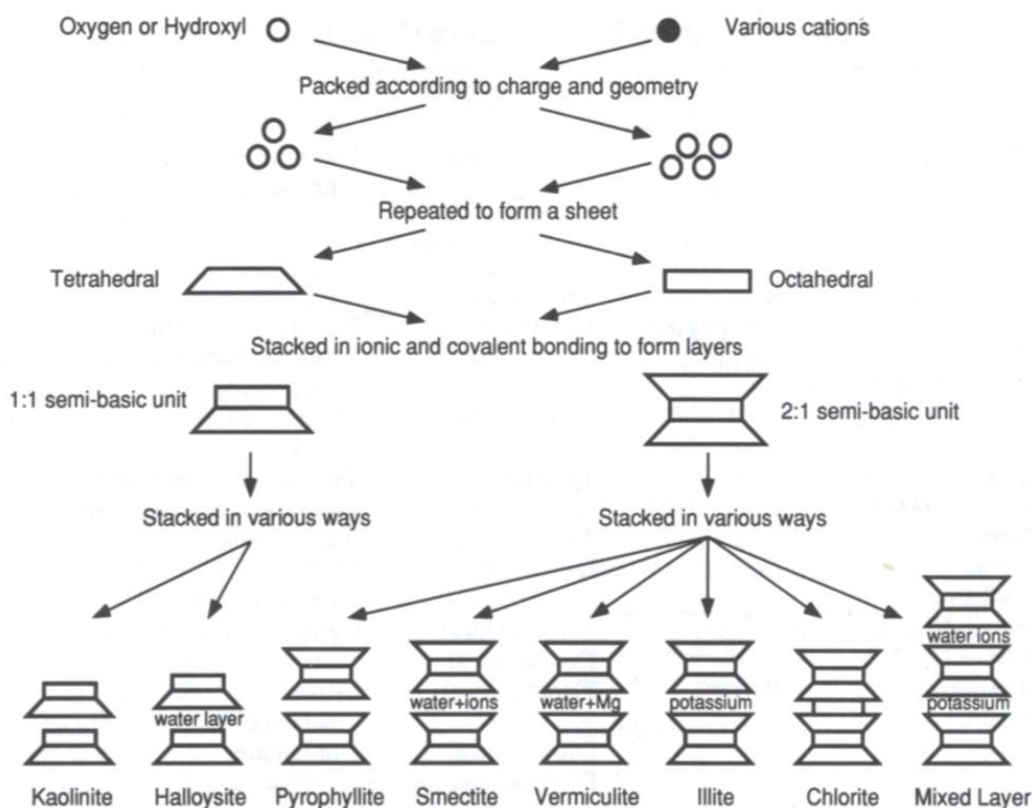 Oxygen or Hydroxyl
Various cations
Packed according to charge and geometry
Repeated to form a sheet
Tetrahedral
Octahedral
Stacked in ionic and covalent bonding to form layers
1:1 semi-basic unit
2:1 semi-basic unit
Stacked in various ways
Stacked in various ways
water ions
water layer
water+ions
water+Mg
potassium
potassium
Kaolinite
Halloysite
Pyrophyllite
Smectite
Vermiculite
Illite
Chlorite
Mixed Layer